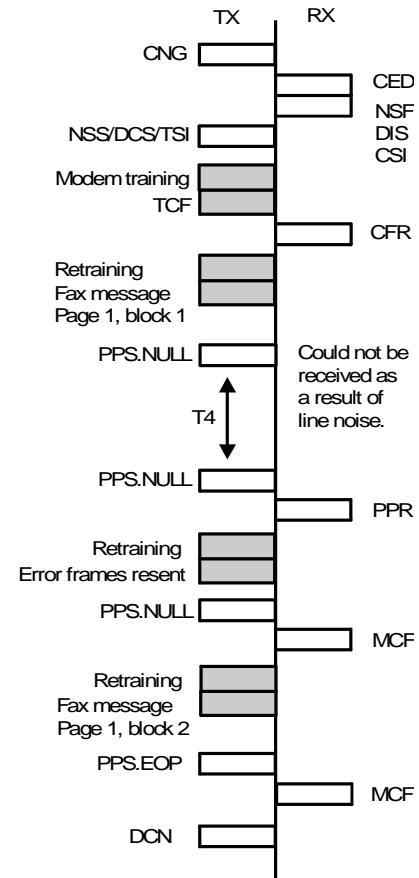 TX
RX
CNG
CED
NSF
DIS
CSI
NSS/DCS/TSI
Modem training
TCF
CFR
Retraining
Fax message
Page 1, block 1
PPS.NULL
Could not be
received as
a result of
line noise.
T4
PPS.NULL
PPR
Retraining
Error frames resent
PPS.NULL
MCF
Retraining
Fax message
Page 1, block 2
PPS.EOP
MCF
DCN